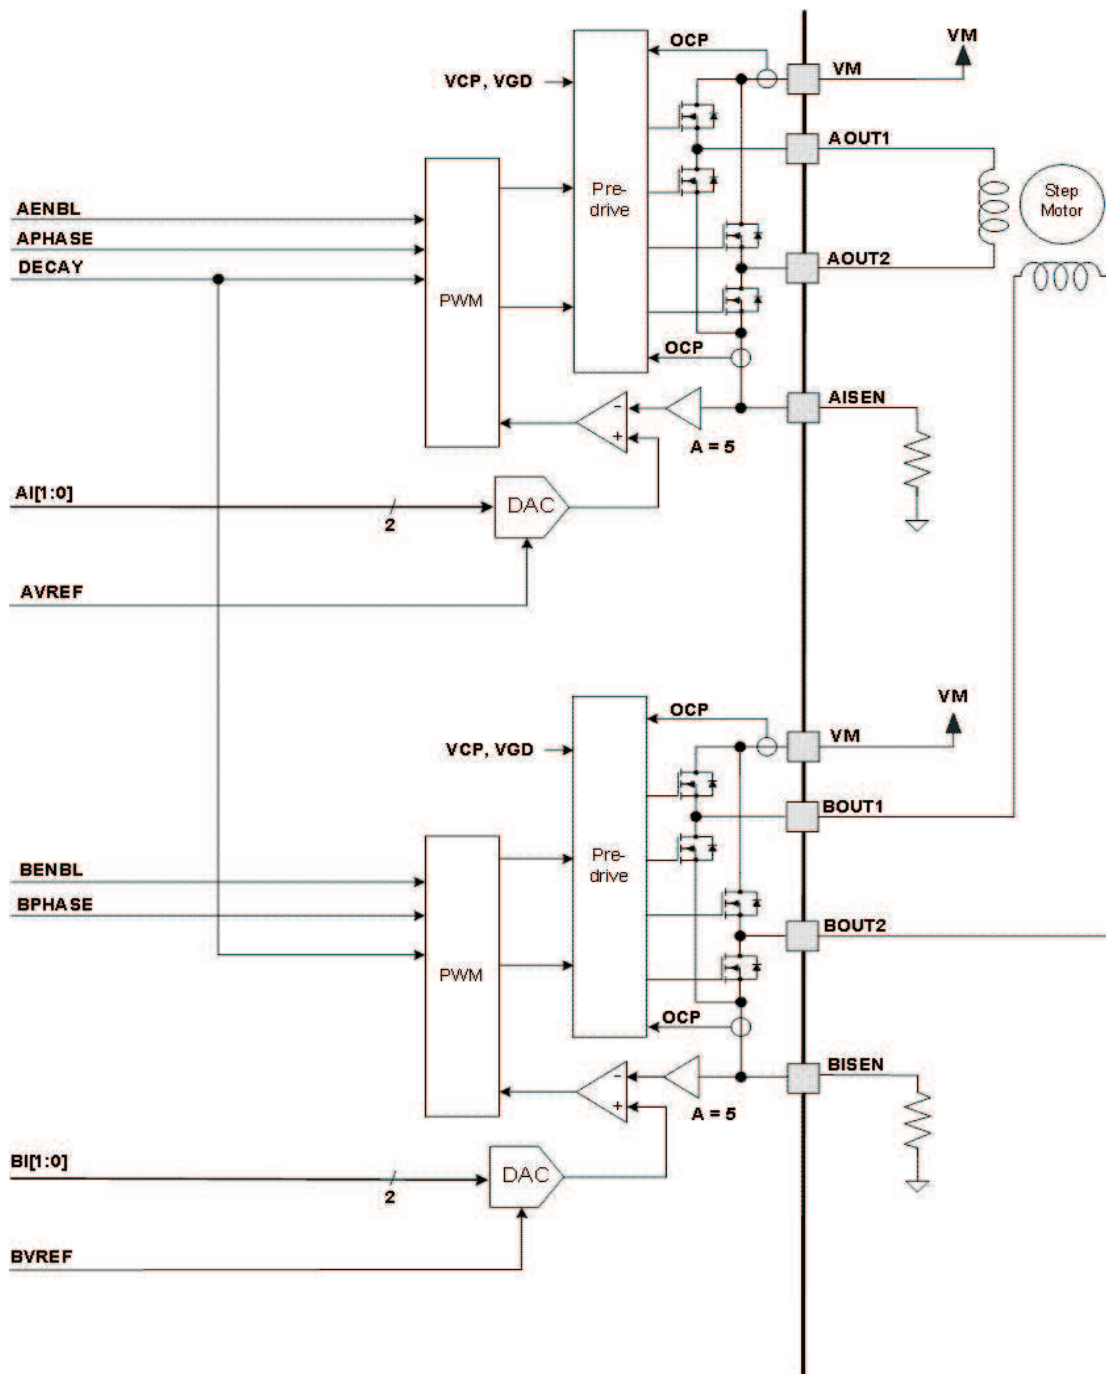 VM
OCP
VM
VCP, VGD
AOUT1
Pre-
drive
Step
Motor
AENBL
APHASE
DECAY
AOUT2
PWM
OCP
AISEN
-
+
A = 5
AI[1:0]
2
DAC
AVREF
VM
OCP
VM
VCP, VGD
BOUT1
Pre-
drive
BENBL
BPHASE
BOUT2
PWM
OCP
BISEN
-
+
A = 5
BI[1:0]
2
DAC
BVREF